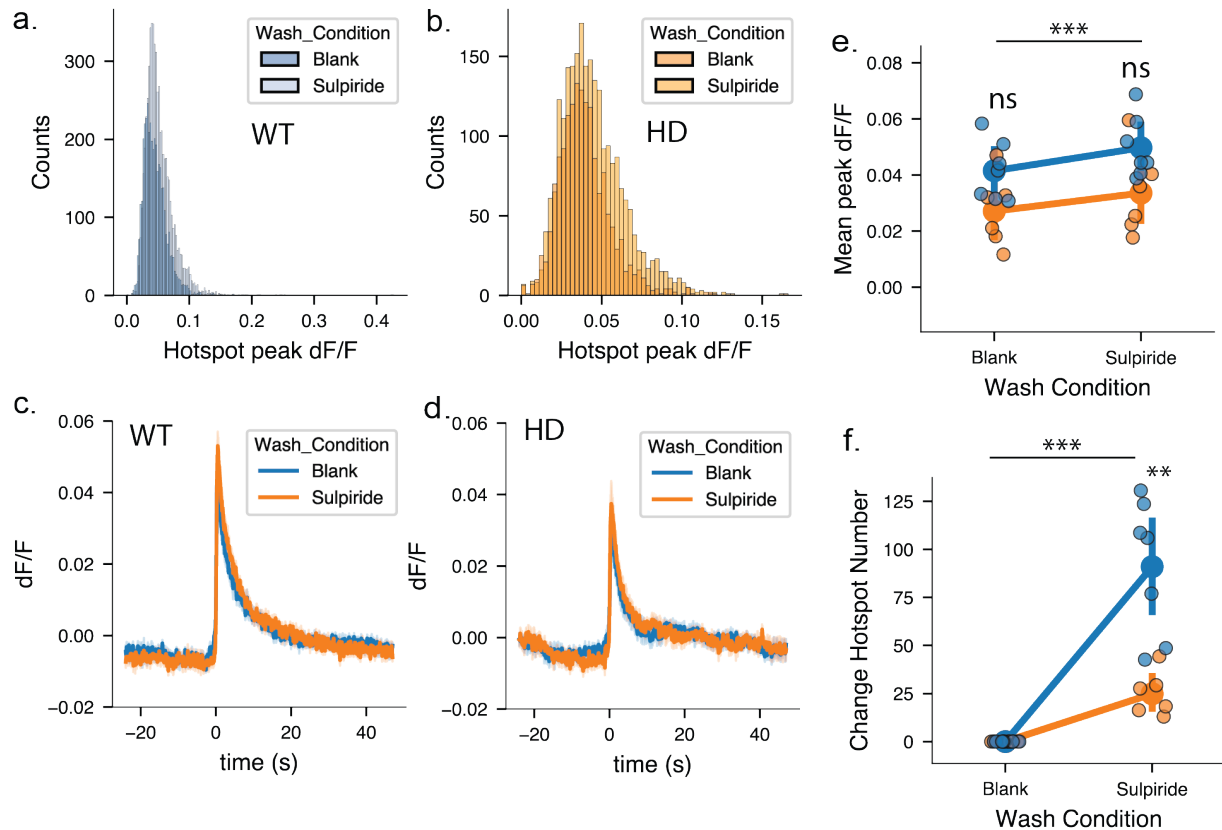 a.
Wash_Condition
Blank
Sulpiride
WT
Counts
300
200
100
0
0.0 0.1 0.2 0.3 0.4
Hotspot peak dF/F
b.
Wash_Condition
Blank
Sulpiride
HD
Counts
150
100
50
0
0.00 0.05 0.10 0.15
Hotspot peak dF/F
e.
***
ns
ns
Mean peak dF/F
0.08
0.06
0.04
0.02
0.00
Blank Sulpiride
Wash Condition
c.
WT
Wash_Condition
Blank
Sulpiride
dF/F
0.06
0.04
0.02
0.00
−0.02
−20 0 20 40
time (s)
d.
HD
Wash_Condition
Blank
Sulpiride
dF/F
0.06
0.04
0.02
0.00
−0.02
−20 0 20 40
time (s)
f.
***
**
Change Hotspot Number
125
100
75
50
25
0
Blank Sulpiride
Wash Condition